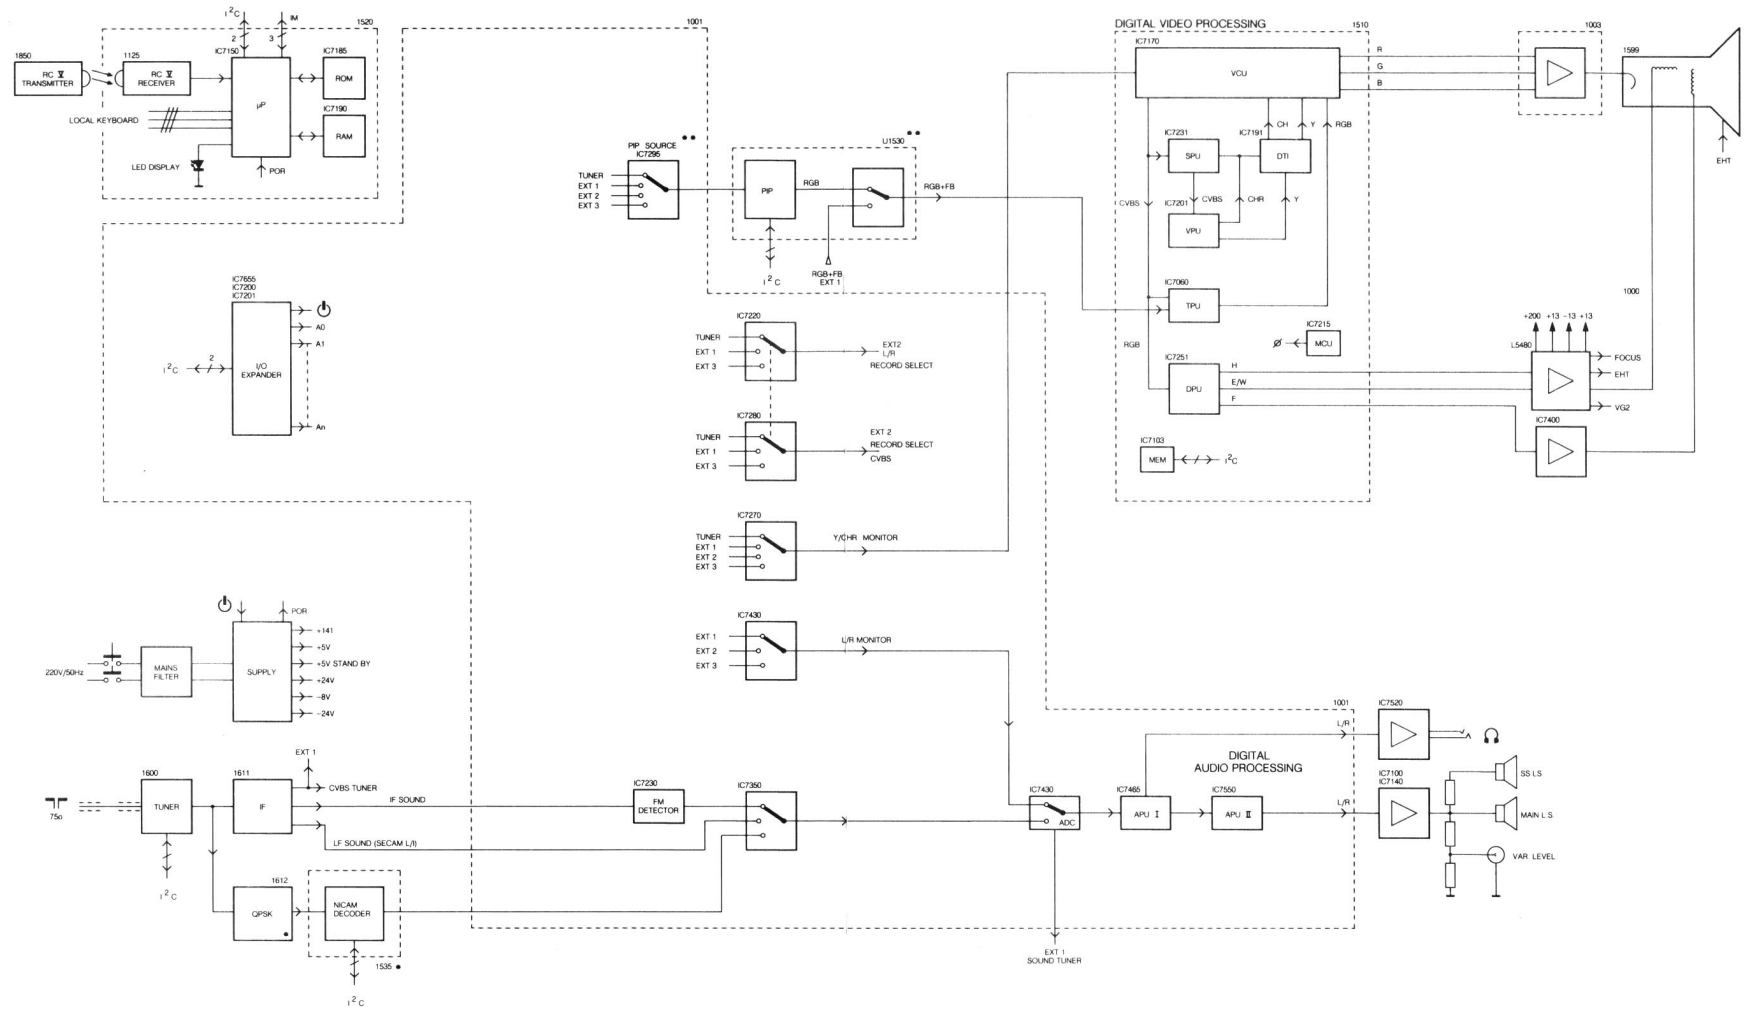 I²C
IM
2
3
1520
1850
RC V
TRANSMITTER
1125
RC V
RECEIVER
IC7150
µP
IC7185
ROM
IC7190
RAM
LOCAL KEYBOARD
LED DISPLAY
POR
1001
PIP SOURCE
IC7295
TUNER
EXT 1
EXT 2
EXT 3
U1530
PIP
RGB
RGB+FB
I²C
RGB+FB
EXT 1
DIGITAL VIDEO PROCESSING
1510
IC7170
VCU
R
G
B
1003
1599
EHT
CH
Y
RGB
IC7231
SPU
IC7191
DTI
CVBS
CVBS
CHR
Y
IC7201
VPU
IC7060
TPU
RGB
IC7215
MCU
Ø
IC7251
DPU
H
E/W
F
IC7103
MEM
I²C
1000
+200
+13
-13
+13
L5480
FOCUS
EHT
VG2
IC7400
IC7655
IC7200
IC7201
I/O
EXPANDER
I²C
2
A0
A1
An
IC7220
TUNER
EXT 1
EXT 3
EXT2
L/R
RECORD SELECT
IC7280
TUNER
EXT 1
EXT 3
EXT 2
RECORD SELECT
CVBS
IC7270
TUNER
EXT 1
EXT 2
EXT 3
Y/CHR MONITOR
IC7430
EXT 1
EXT 2
EXT 3
L/R MONITOR
220V/50Hz
MAINS
FILTER
SUPPLY
POR
+141
+5V
+5V STAND BY
+24V
-8V
-24V
75Ω
1600
TUNER
I²C
1611
IF
EXT 1
CVBS TUNER
IF SOUND
LF SOUND (SECAM L/I)
1612
QPSK
NICAM
DECODER
1535
I²C
IC7230
FM
DETECTOR
IC7350
IC7430
ADC
EXT 1
SOUND TUNER
IC7465
APU I
IC7550
APU II
DIGITAL
AUDIO PROCESSING
1001
L/R
L/R
IC7520
IC7100
IC7140
SS LS
MAIN L.S.
VAR LEVEL